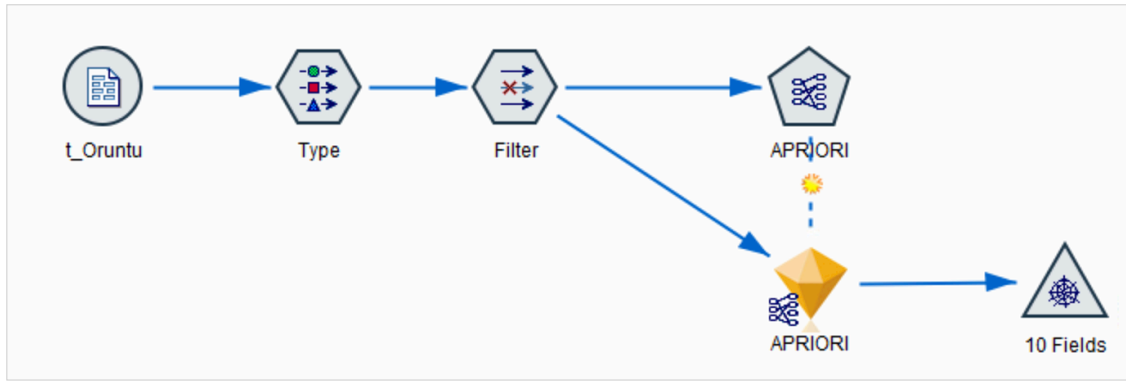 t_Oruntu
Type
Filter
APRIORI
APRIORI
10 Fields